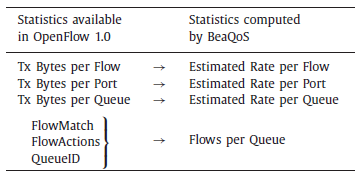 Statistics available Statistics computed
in OpenFlow 1.0 by BeaQoS
Tx Bytes per Flow → Estimated Rate per Flow
Tx Bytes per Port → Estimated Rate per Port
Tx Bytes per Queue → Estimated Rate per Queue
FlowMatch
FlowActions → Flows per Queue
QueueID